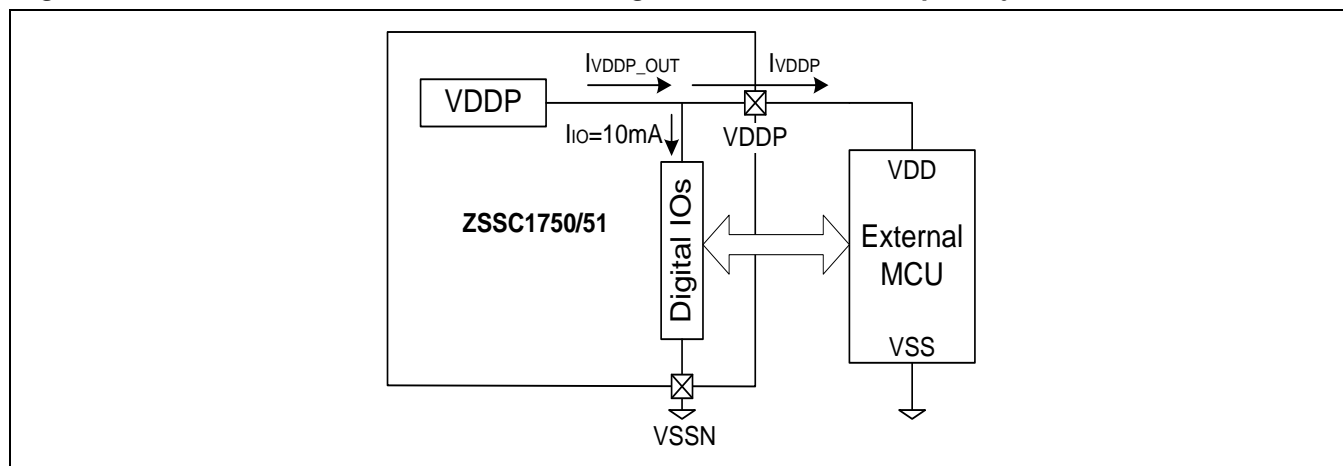 IVDDP_OUT
IVDDP
VDDP
IIO=10mA
VDDP
VDD
ZSSC1750/51
Digital IOs
External
MCU
VSS
VSSN